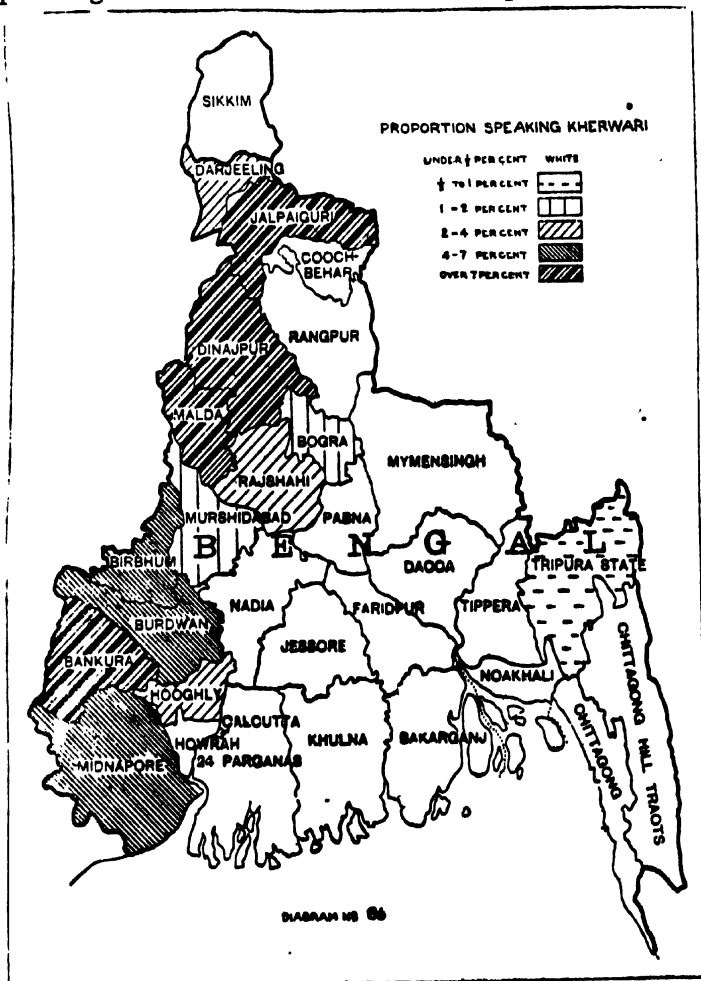 SIKKIM
PROPORTION SPEAKING KHERWARI
UNDER ½ PERCENT WHITE
½ TO 1 PERCENT
1 - 2 PERCENT
2 - 4 PERCENT
4 - 7 PERCENT
OVER 7 PERCENT
DARJEELING
JALPAIGURI
COOCH-
BEHAR
RANGPUR
DINAJPUR
MALDA
BOGRA
MYMENSINGH
RAJSHAHI
MURSHIDABAD
PABNA
BENGAL
BIRBHUM
DACCA
TRIPURA STATE
NADIA
FARIDPUR
TIPPERA
BURDWAN
JESSORE
BANKURA
NOAKHALI
HOOGHLY
CALCUTTA
HOWRAH
24 PARGANAS
KHULNA
BAKARGANJ
MIDNAPORE
CHITTAGONG
CHITTAGONG HILL TRAOTS
DIAGRAM NO 86